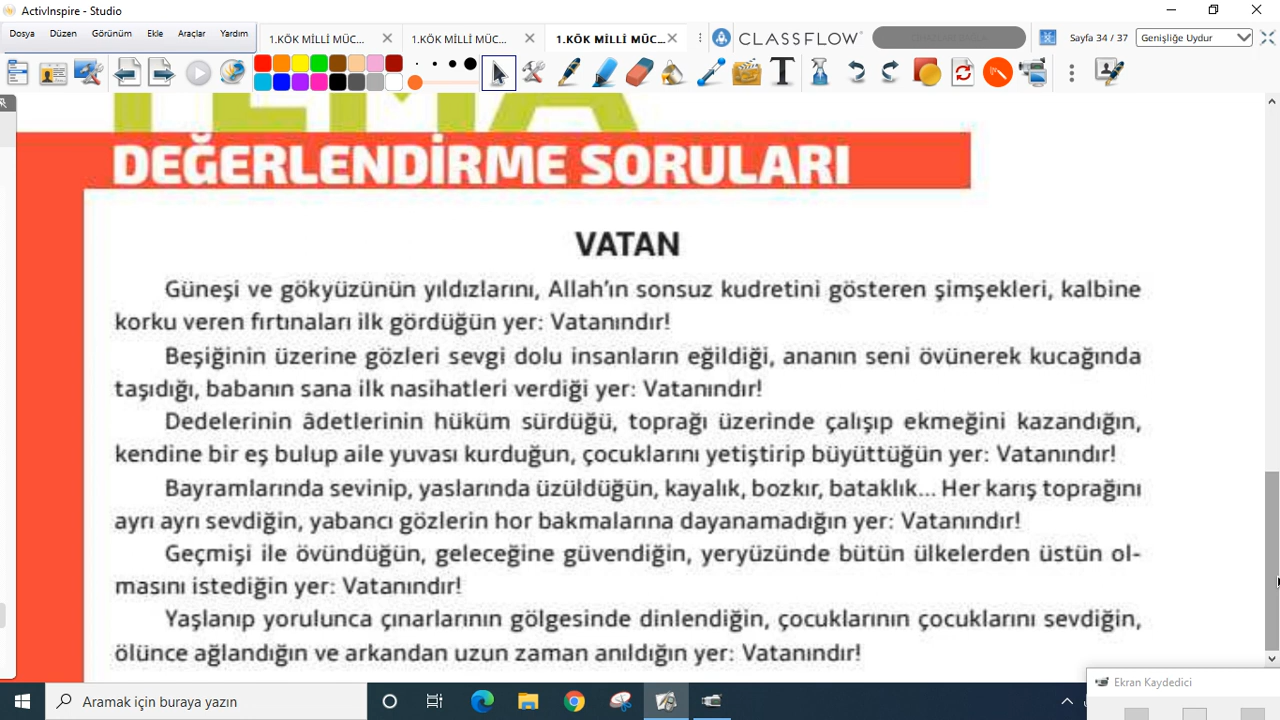 ActivInspire - Studio
Dosya Düzen Görünüm Ekle Araçlar Yardım
1.KÖK MİLLİ MÜC... 1.KÖK MİLLİ MÜC... 1.KÖK MİLLİ MÜC...
CLASSFLOW
Sayfa 34 / 37 Genişliğe Uydur
TEMA
DEĞERLENDİRME SORULARI
VATAN
Güneşi ve gökyüzünün yıldızlarını, Allah'ın sonsuz kudretini gösteren şimşekleri, kalbine
korku veren fırtınaları ilk gördüğün yer: Vatanındır!
Beşiğinin üzerine gözleri sevgi dolu insanların eğildiği, ananın seni övünerek kucağında
taşıdığı, babanın sana ilk nasihatleri verdiği yer: Vatanındır!
Dedelerinin âdetlerinin hüküm sürdüğü, toprağı üzerinde çalışıp ekmeğini kazandığın,
kendine bir eş bulup aile yuvası kurduğun, çocuklarını yetiştirip büyüttüğün yer: Vatanındır!
Bayramlarında sevinip, yaslarında üzüldüğün, kayalık, bozkır, bataklık... Her karış toprağını
ayrı ayrı sevdiğin, yabancı gözlerin hor bakmalarına dayanamadığın yer: Vatanındır!
Geçmişi ile övündüğün, geleceğine güvendiğin, yeryüzünde bütün ülkelerden üstün ol-
masını istediğin yer: Vatanındır!
Yaşlanıp yorulunca çınarlarının gölgesinde dinlendiğin, çocuklarının çocuklarını sevdiğin,
ölünce ağlandığın ve arkandan uzun zaman anıldığın yer: Vatanındır!
Ekran Kaydedici
Aramak için buraya yazın